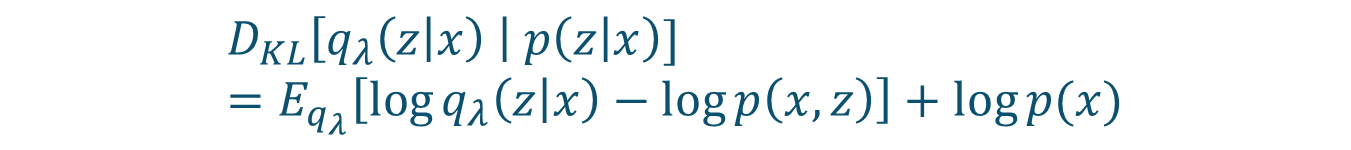 D_{KL}[q_λ(z|x) | p(z|x)]
= E_{q_λ}[log q_λ(z|x) − log p(x, z)] + log p(x)